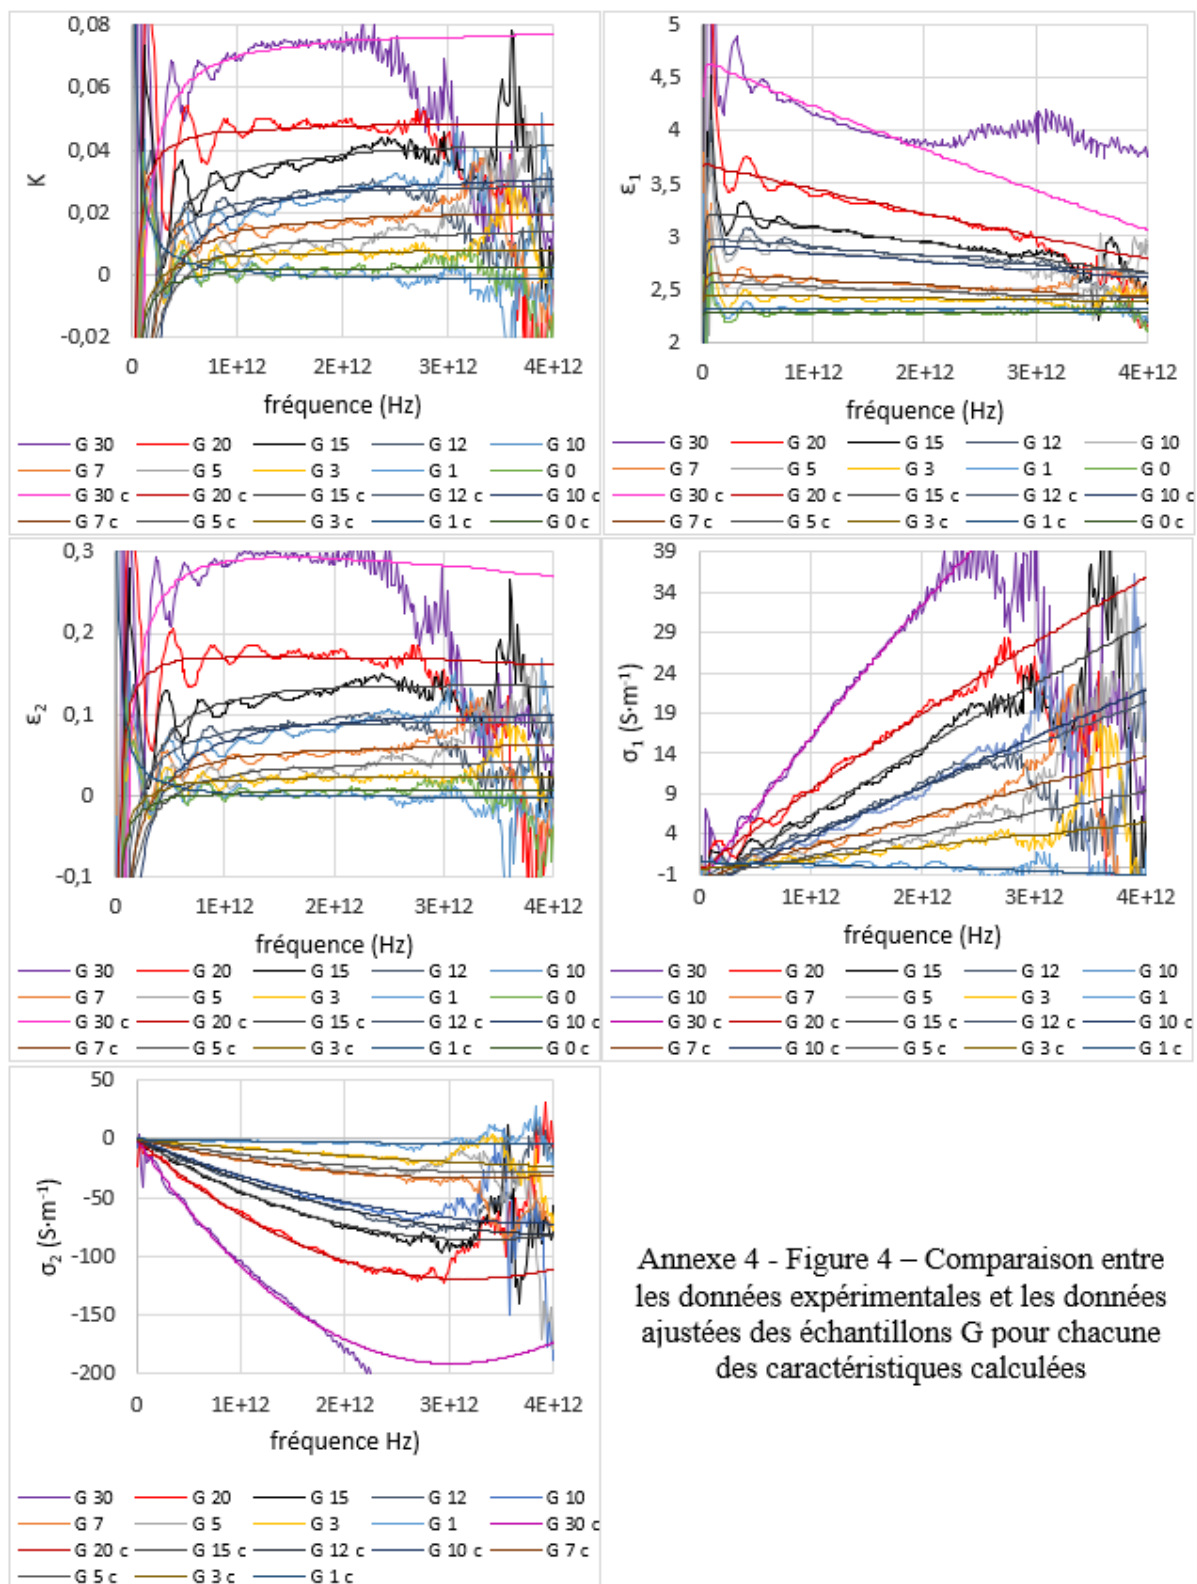 0,08
0,06
0,04
0,02
0
-0,02
K
0 1E+12 2E+12 3E+12 4E+12
fréquence (Hz)
G 30 G 20 G 15 G 12 G 10
G 7 G 5 G 3 G 1 G 0
G 30 c G 20 c G 15 c G 12 c G 10 c
G 7 c G 5 c G 3 c G 1 c G 0 c
5
4,5
4
3,5
3
2,5
2
ε₁
0 1E+12 2E+12 3E+12 4E+12
fréquence (Hz)
G 30 G 20 G 15 G 12 G 10
G 7 G 5 G 3 G 1 G 0
G 30 c G 20 c G 15 c G 12 c G 10 c
G 7 c G 5 c G 3 c G 1 c G 0 c
0,3
0,2
0,1
0
-0,1
ε₂
0 1E+12 2E+12 3E+12 4E+12
fréquence (Hz)
G 30 G 20 G 15 G 12 G 10
G 7 G 5 G 3 G 1 G 0
G 30 c G 20 c G 15 c G 12 c G 10 c
G 7 c G 5 c G 3 c G 1 c G 0 c
39
34
29
24
19
14
9
4
-1
σ₁ (S·m⁻¹)
0 1E+12 2E+12 3E+12 4E+12
fréquence (Hz)
G 30 G 20 G 15 G 12 G 10
G 10 G 7 G 5 G 3 G 1
G 30 c G 20 c G 15 c G 12 c G 10 c
G 7 c G 10 c G 5 c G 3 c G 1 c
50
0
-50
-100
-150
-200
σ₂ (S·m⁻¹)
0 1E+12 2E+12 3E+12 4E+12
fréquence Hz)
G 30 G 20 G 15 G 12 G 10
G 7 G 5 G 3 G 1 G 30 c
G 20 c G 15 c G 12 c G 10 c G 7 c
G 5 c G 3 c G 1 c
Annexe 4 - Figure 4 – Comparaison entre
les données expérimentales et les données
ajustées des échantillons G pour chacune
des caractéristiques calculées